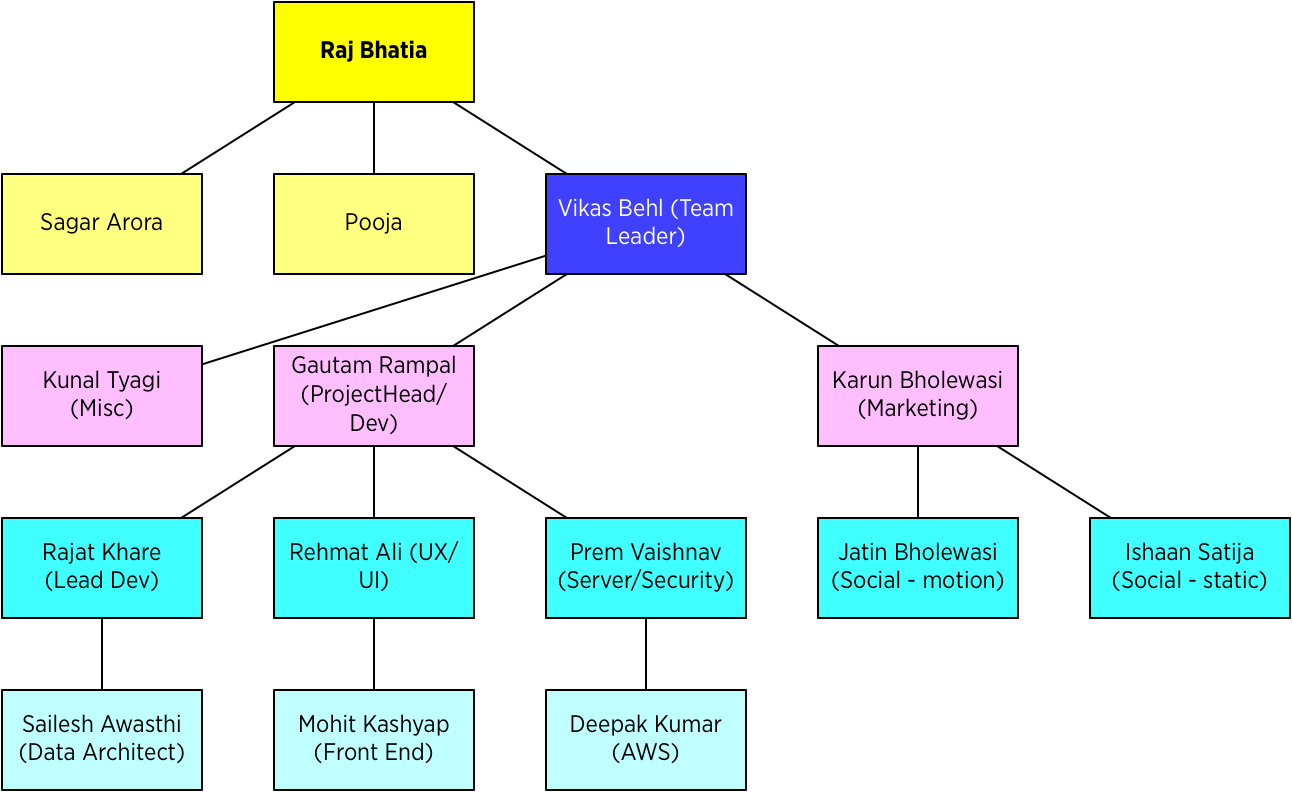 Raj Bhatia
Sagar Arora
Pooja
Vikas Behl (Team
Leader)
Kunal Tyagi
(Misc)
Gautam Rampal
(ProjectHead/
Dev)
Karun Bholewasi
(Marketing)
Rajat Khare
(Lead Dev)
Rehmat Ali (UX/
UI)
Prem Vaishnav
(Server/Security)
Jatin Bholewasi
(Social - motion)
Ishaan Satija
(Social - static)
Sailesh Awasthi
(Data Architect)
Mohit Kashyap
(Front End)
Deepak Kumar
(AWS)